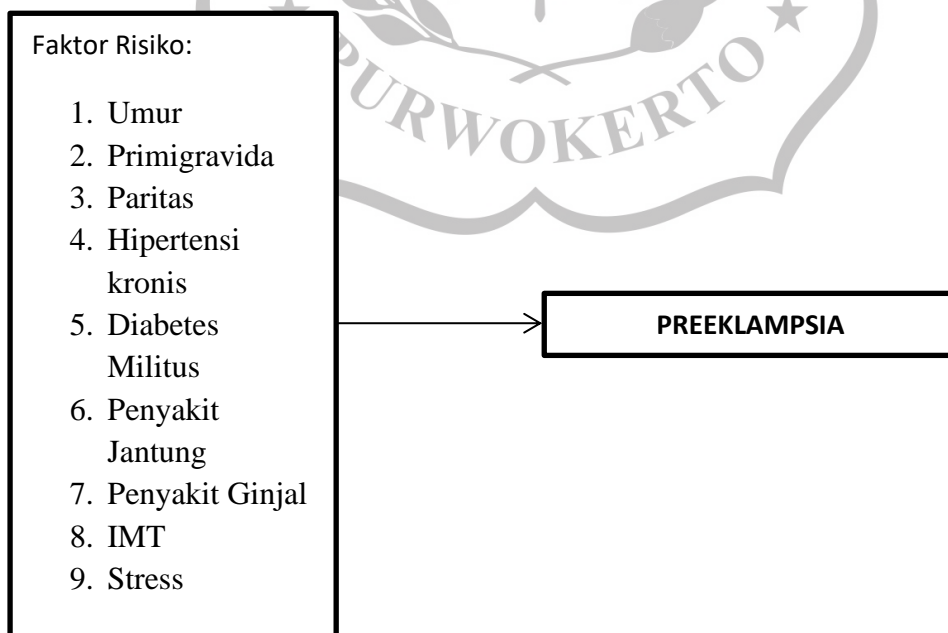 Faktor Risiko:
PURWOKERTO
1. Umur
2. Primigravida
3. Paritas
4. Hipertensi
kronis
5. Diabetes
Militus
6. Penyakit
Jantung
7. Penyakit Ginjal
8. IMT
9. Stress
PREEKLAMPSIA